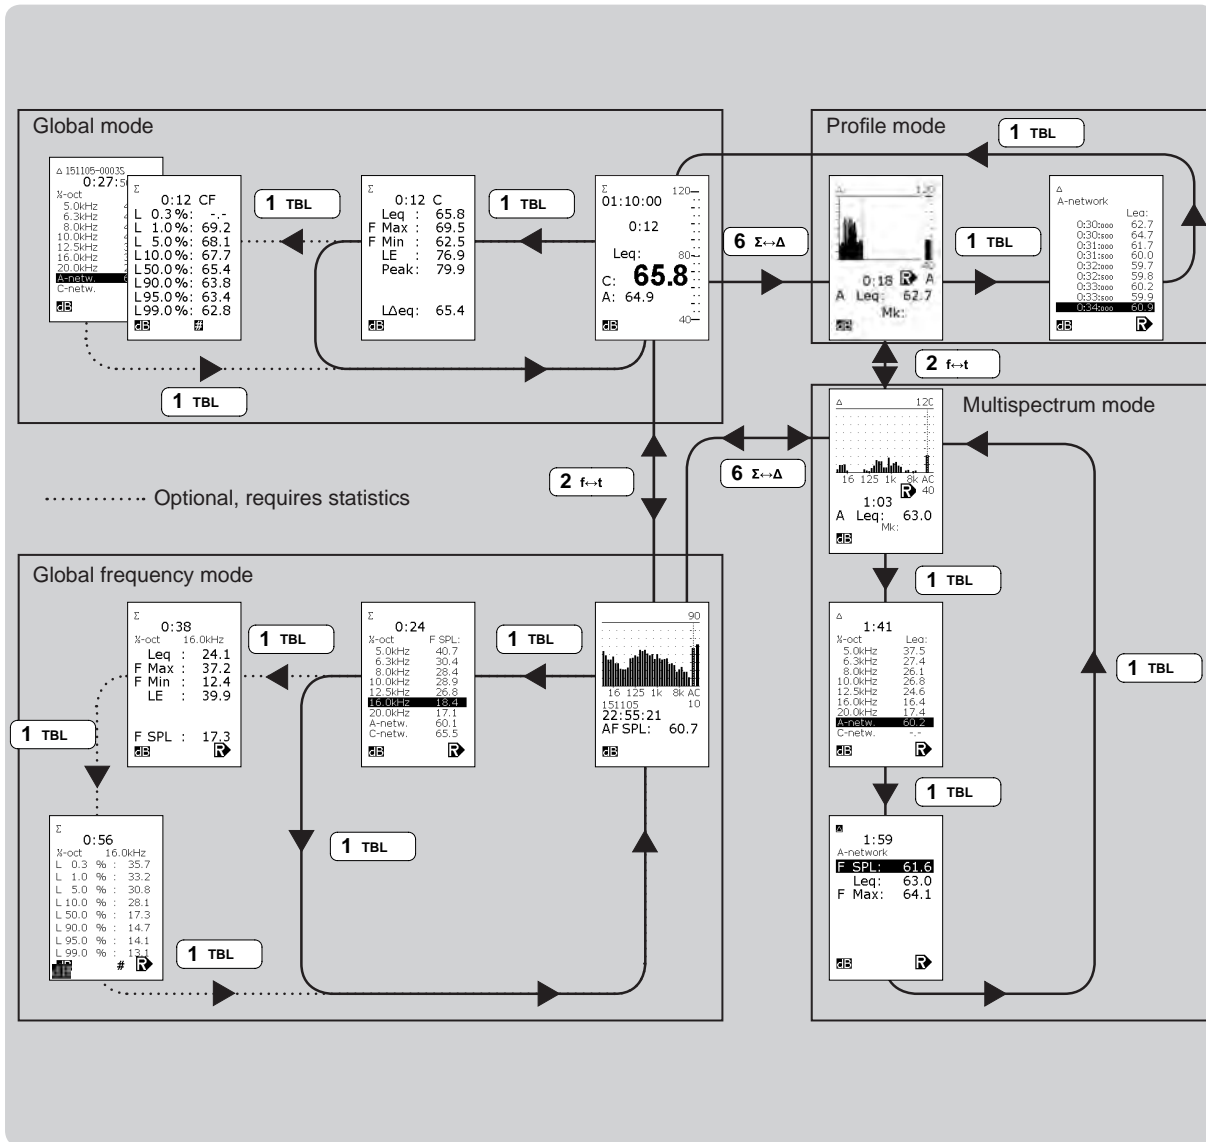 Global mode
Δ 151105-0003S
0:27:
⅓-oct
5.0kHz
6.3kHz
8.0kHz
10.0kHz
12.5kHz
16.0kHz
20.0kHz
A-netw.
C-netw.
dB
Σ
0:12 CF
L 0.3%: -.-
L 1.0%: 69.2
L 5.0%: 68.1
L10.0%: 67.7
L50.0%: 65.4
L90.0%: 63.8
L95.0%: 63.4
L99.0%: 62.8
dB #
1 TBL
1 TBL
Σ
0:12 C
Leq : 65.8
F Max : 69.5
F Min : 62.5
LE : 76.9
Peak: 79.9
LΔeq: 65.4
dB
1 TBL
Σ 120
01:10:00
0:12
Leq: 80
C: 65.8
A: 64.9
dB 40
6 Σ↔Δ
Profile mode
1 TBL
Δ 120
40
0:18 R A
A Leq: 62.7
Mk:
dB
1 TBL
Δ
A-network
Leq:
0:30:000 62.7
0:30:500 64.7
0:31:000 61.7
0:31:500 60.0
0:32:000 59.7
0:32:500 59.8
0:33:000 60.2
0:33:500 59.9
0:34:000 60.9
dB R
2 f↔t
Multispectrum mode
Δ 120
16 125 1k 8k AC
R 40
1:03
A Leq: 63.0
Mk:
dB
6 Σ↔Δ
2 f↔t
Optional, requires statistics
1 TBL
Δ
1:41
⅓-oct Leq:
5.0kHz 37.5
6.3kHz 27.4
8.0kHz 26.1
10.0kHz 26.8
12.5kHz 24.6
16.0kHz 16.4
20.0kHz 17.4
A-netw. 60.2
C-netw. -.-
dB R
1 TBL
1 TBL
1:59
A-network
F SPL: 61.6
Leq: 63.0
F Max: 64.1
dB R
Global frequency mode
Σ
0:38
⅓-oct 16.0kHz
Leq : 24.1
F Max : 37.2
F Min : 12.4
LE : 39.9
F SPL : 17.3
dB R
1 TBL
Σ
0:24
⅓-oct F SPL:
5.0kHz 40.7
6.3kHz 30.4
8.0kHz 28.4
10.0kHz 28.9
12.5kHz 26.8
16.0kHz 18.4
20.0kHz 17.1
A-netw. 60.1
C-netw. 65.5
dB R
1 TBL
90
16 125 1k 8k AC
151105 10
22:55:21
AF SPL: 60.7
dB
1 TBL
1 TBL
Σ
0:56
⅓-oct 16.0kHz
L 0.3 % : 35.7
L 1.0 % : 33.2
L 5.0 % : 30.8
L 10.0 % : 28.1
L 50.0 % : 17.3
L 90.0 % : 14.7
L 95.0 % : 14.1
L 99.0 % : 13.1
dB # R
1 TBL